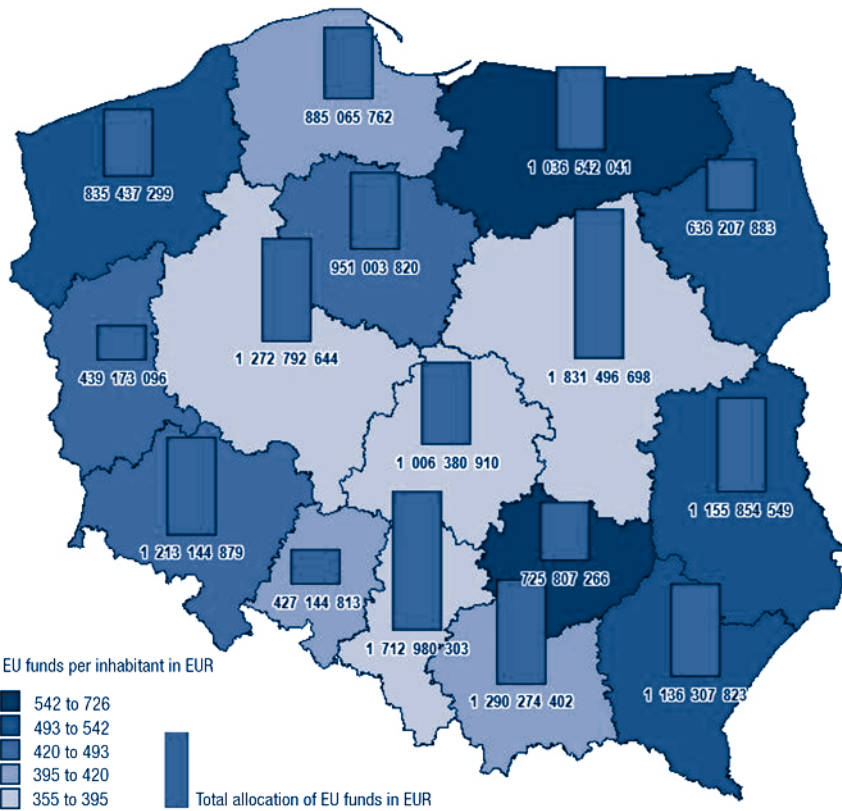 885 065 762
1 036 542 041
835 437 299
636 207 883
951 003 820
1 272 792 644
439 173 096
1 831 496 698
1 006 380 910
1 155 854 549
1 213 144 879
725 807 266
427 144 813
1 712 980 303
1 290 274 402
1 136 307 823
EU funds per inhabitant in EUR
542 to 726
493 to 542
420 to 493
395 to 420
355 to 395
Total allocation of EU funds in EUR